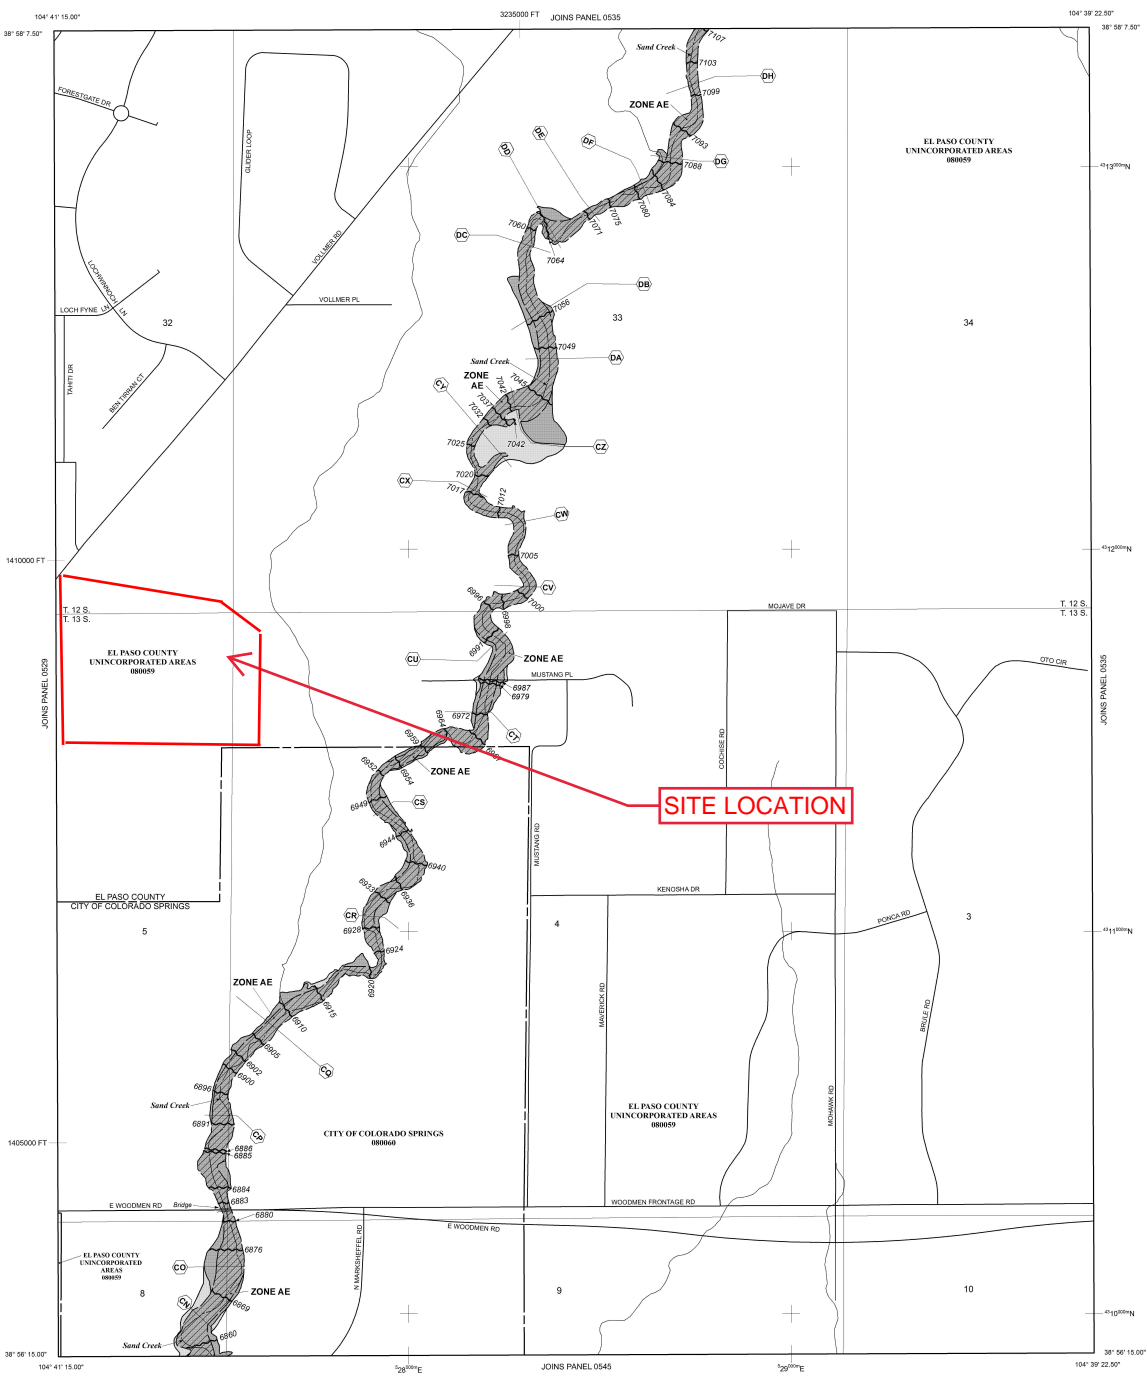 104° 41' 15.00"
3235000 FT
JOINS PANEL 0535
104° 39' 22.50"
38° 58' 7.50"
38° 58' 7.50"
7107
Sand Creek
7103
DH
7099
FORESTGATE DR
ZONE AE
GLIDER LOOP
DE
DF
7093
DD
EL PASO COUNTY
UNINCORPORATED AREAS
080059
DG
7088
4313000mN
7084
7080
7075
7071
7060
DC
7064
VOLLMER RD
LOCHWINNOCH LN
DB
VOLLMER PL
LOCH FYNE LN
7056
32
33
34
7049
DA
Sand Creek
ZONE
AE
TAHITI DR
BEN TIRRAN CT
CY
7045
7042
7037
7032
7042
7025
CZ
7020
CX
7017
7012
CW
4312000mN
1410000 FT
7005
CV
6996
7000
6998
MOJAVE DR
T. 12 S.
T. 13 S.
T. 12 S.
T. 13 S.
6991
EL PASO COUNTY
UNINCORPORATED AREAS
080059
CU
ZONE AE
OTO CIR
MUSTANG PL
JOINS PANEL 0529
JOINS PANEL 0535
6987
6979
6972
6964
CT
COCHISE RD
6959
6967
6952
6954
ZONE AE
6949
CS
SITE LOCATION
6944
MUSTANG RD
6940
6933
6936
KENOSHA DR
EL PASO COUNTY
CITY OF COLORADO SPRINGS
CR
PONCA RD
5
6928
4
3
4311000mN
6924
ZONE AE
6920
6915
MAVERICK RD
BRULE RD
6910
6905
6902
6900
CQ
6896
Sand Creek
MOHAWK RD
EL PASO COUNTY
UNINCORPORATED AREAS
080059
6891
CP
CITY OF COLORADO SPRINGS
080060
1405000 FT
6886
6885
6884
6883
E WOODMEN RD
Bridge
WOODMEN FRONTAGE RD
6880
E WOODMEN RD
6876
EL PASO COUNTY
UNINCORPORATED
AREAS
080059
N MARKSHEFFEL RD
CO
ZONE AE
8
9
10
CN
6869
4310000mN
6860
Sand Creek
38° 56' 15.00"
38° 56' 15.00"
104° 41' 15.00"
528000mE
JOINS PANEL 0545
529000mE
104° 39' 22.50"